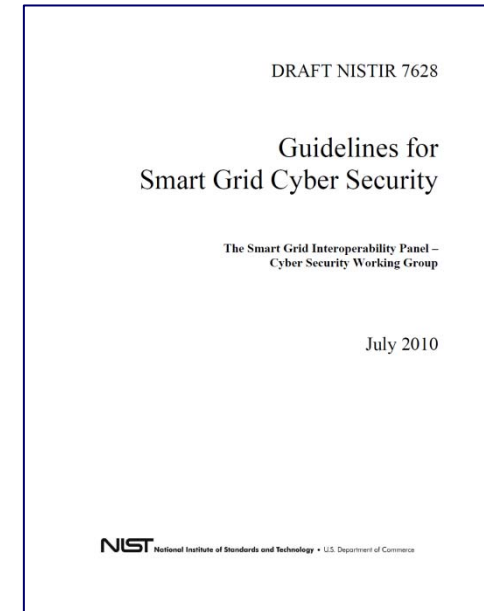 DRAFT NISTIR 7628
Guidelines for
Smart Grid Cyber Security
The Smart Grid Interoperability Panel –
Cyber Security Working Group
July 2010
NIST National Institute of Standards and Technology • U.S. Department of Commerce